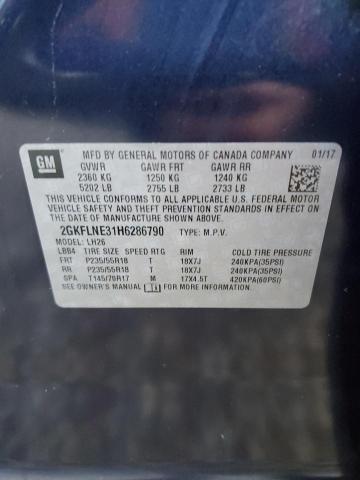 GM
MFD BY GENERAL MOTORS OF CANADA COMPANY 01/17
GVWR GAWR FRT GAWR RR
2360 KG 1250 KG 1240 KG
5202 LB 2755 LB 2733 LB
THIS VEHICLE CONFORMS TO ALL APPLICABLE U.S. FEDERAL MOTOR
VEHICLE SAFETY AND THEFT PREVENTION STANDARDS IN EFFECT ON
THE DATE OF MANUFACTURE SHOWN ABOVE.
2GKFLNE31H6286790 TYPE: M.P.V.
MODEL: LH26
LBB4 TIRE SIZE SPEED RTG RIM COLD TIRE PRESSURE
FRT P235/55R18 T 18X7J 240KPA(35PSI)
RR P235/55R18 T 18X7J 240KPA(35PSI)
SPA T145/70R17 M 17X4.5T 420KPA(60PSI)
SEE OWNERS MANUAL FOR MORE INFORMATION.